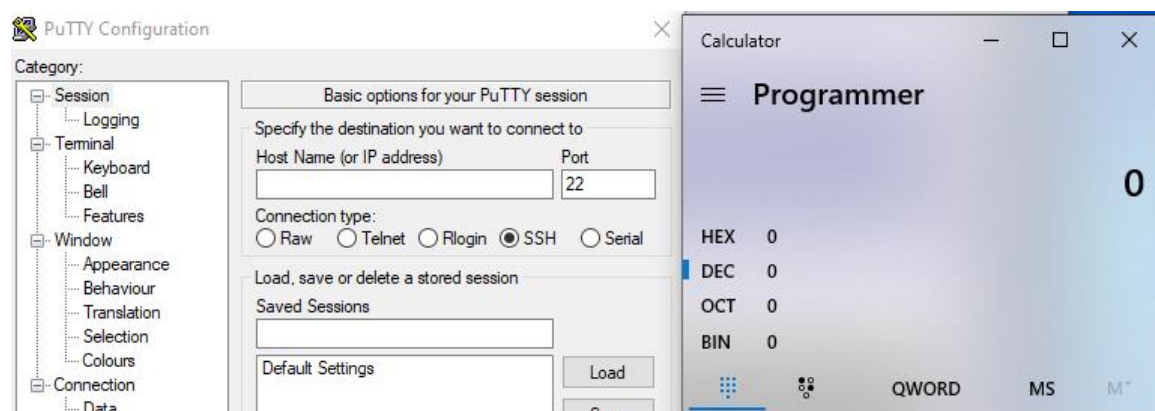 PuTTY Configuration
Category:
Session
Logging
Terminal
Keyboard
Bell
Features
Window
Appearance
Behaviour
Translation
Selection
Colours
Connection
Data
Basic options for your PuTTY session
Specify the destination you want to connect to
Host Name (or IP address) Port
22
Connection type:
Raw Telnet Rlogin SSH Serial
Load, save or delete a stored session
Saved Sessions
Default Settings
Load
Calculator
Programmer
0
HEX 0
DEC 0
OCT 0
BIN 0
QWORD MS